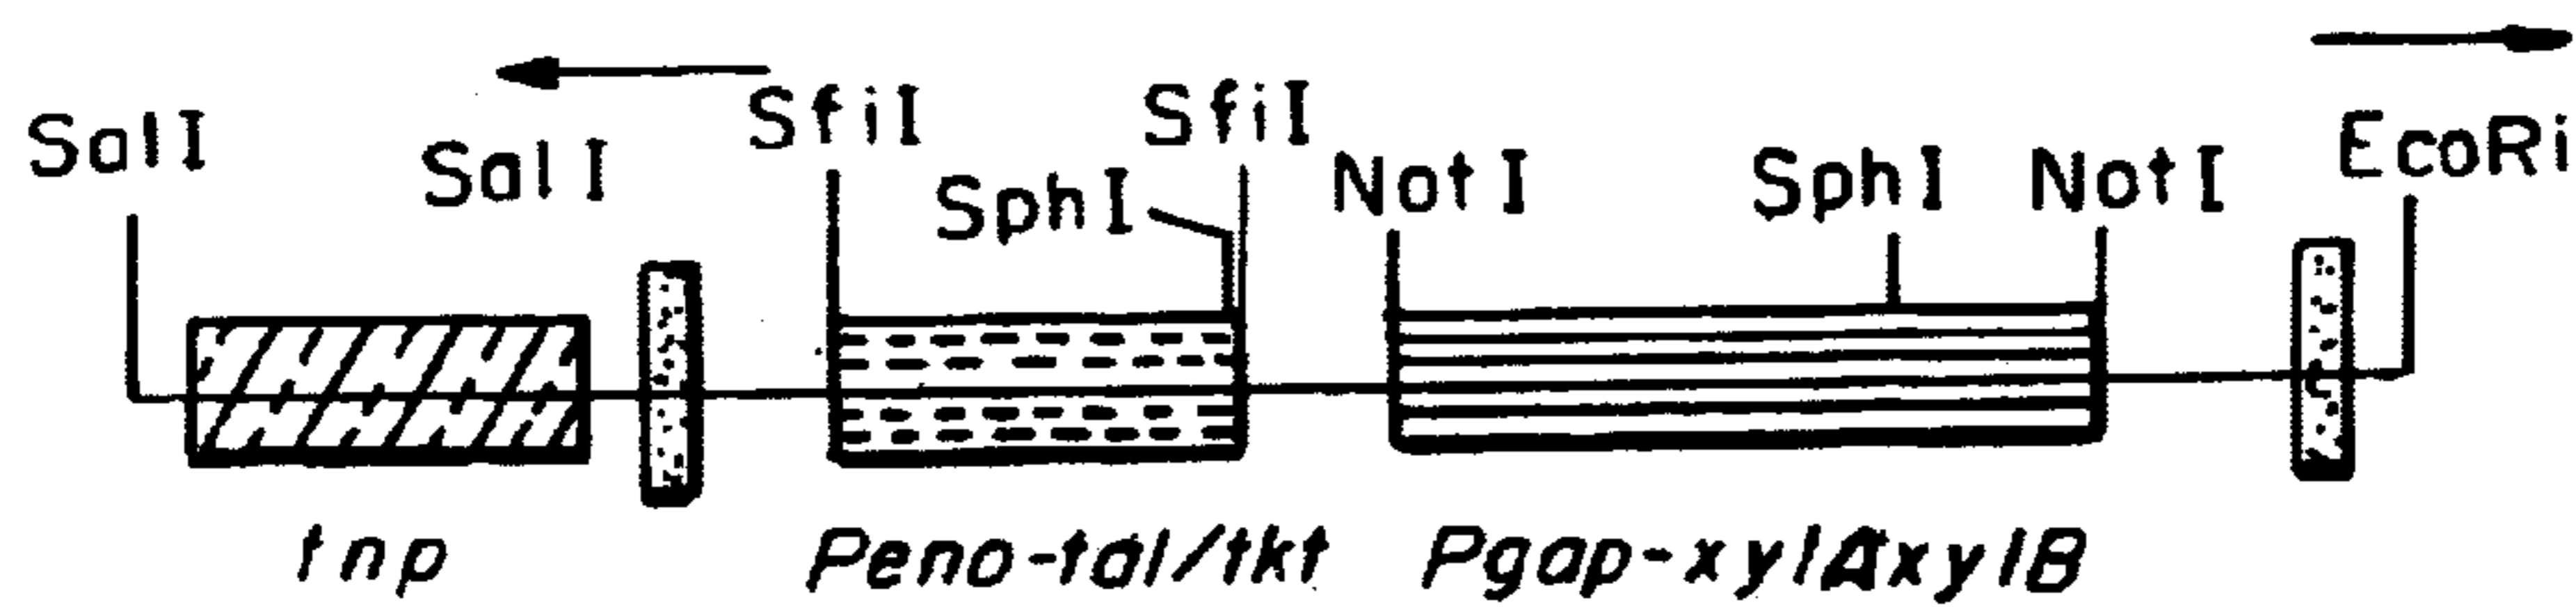 SalI SalI SfiI SphI SfiI NotI SphI NotI EcoRi
tnp Peno-tal/tkt Pgap-xylAxylB